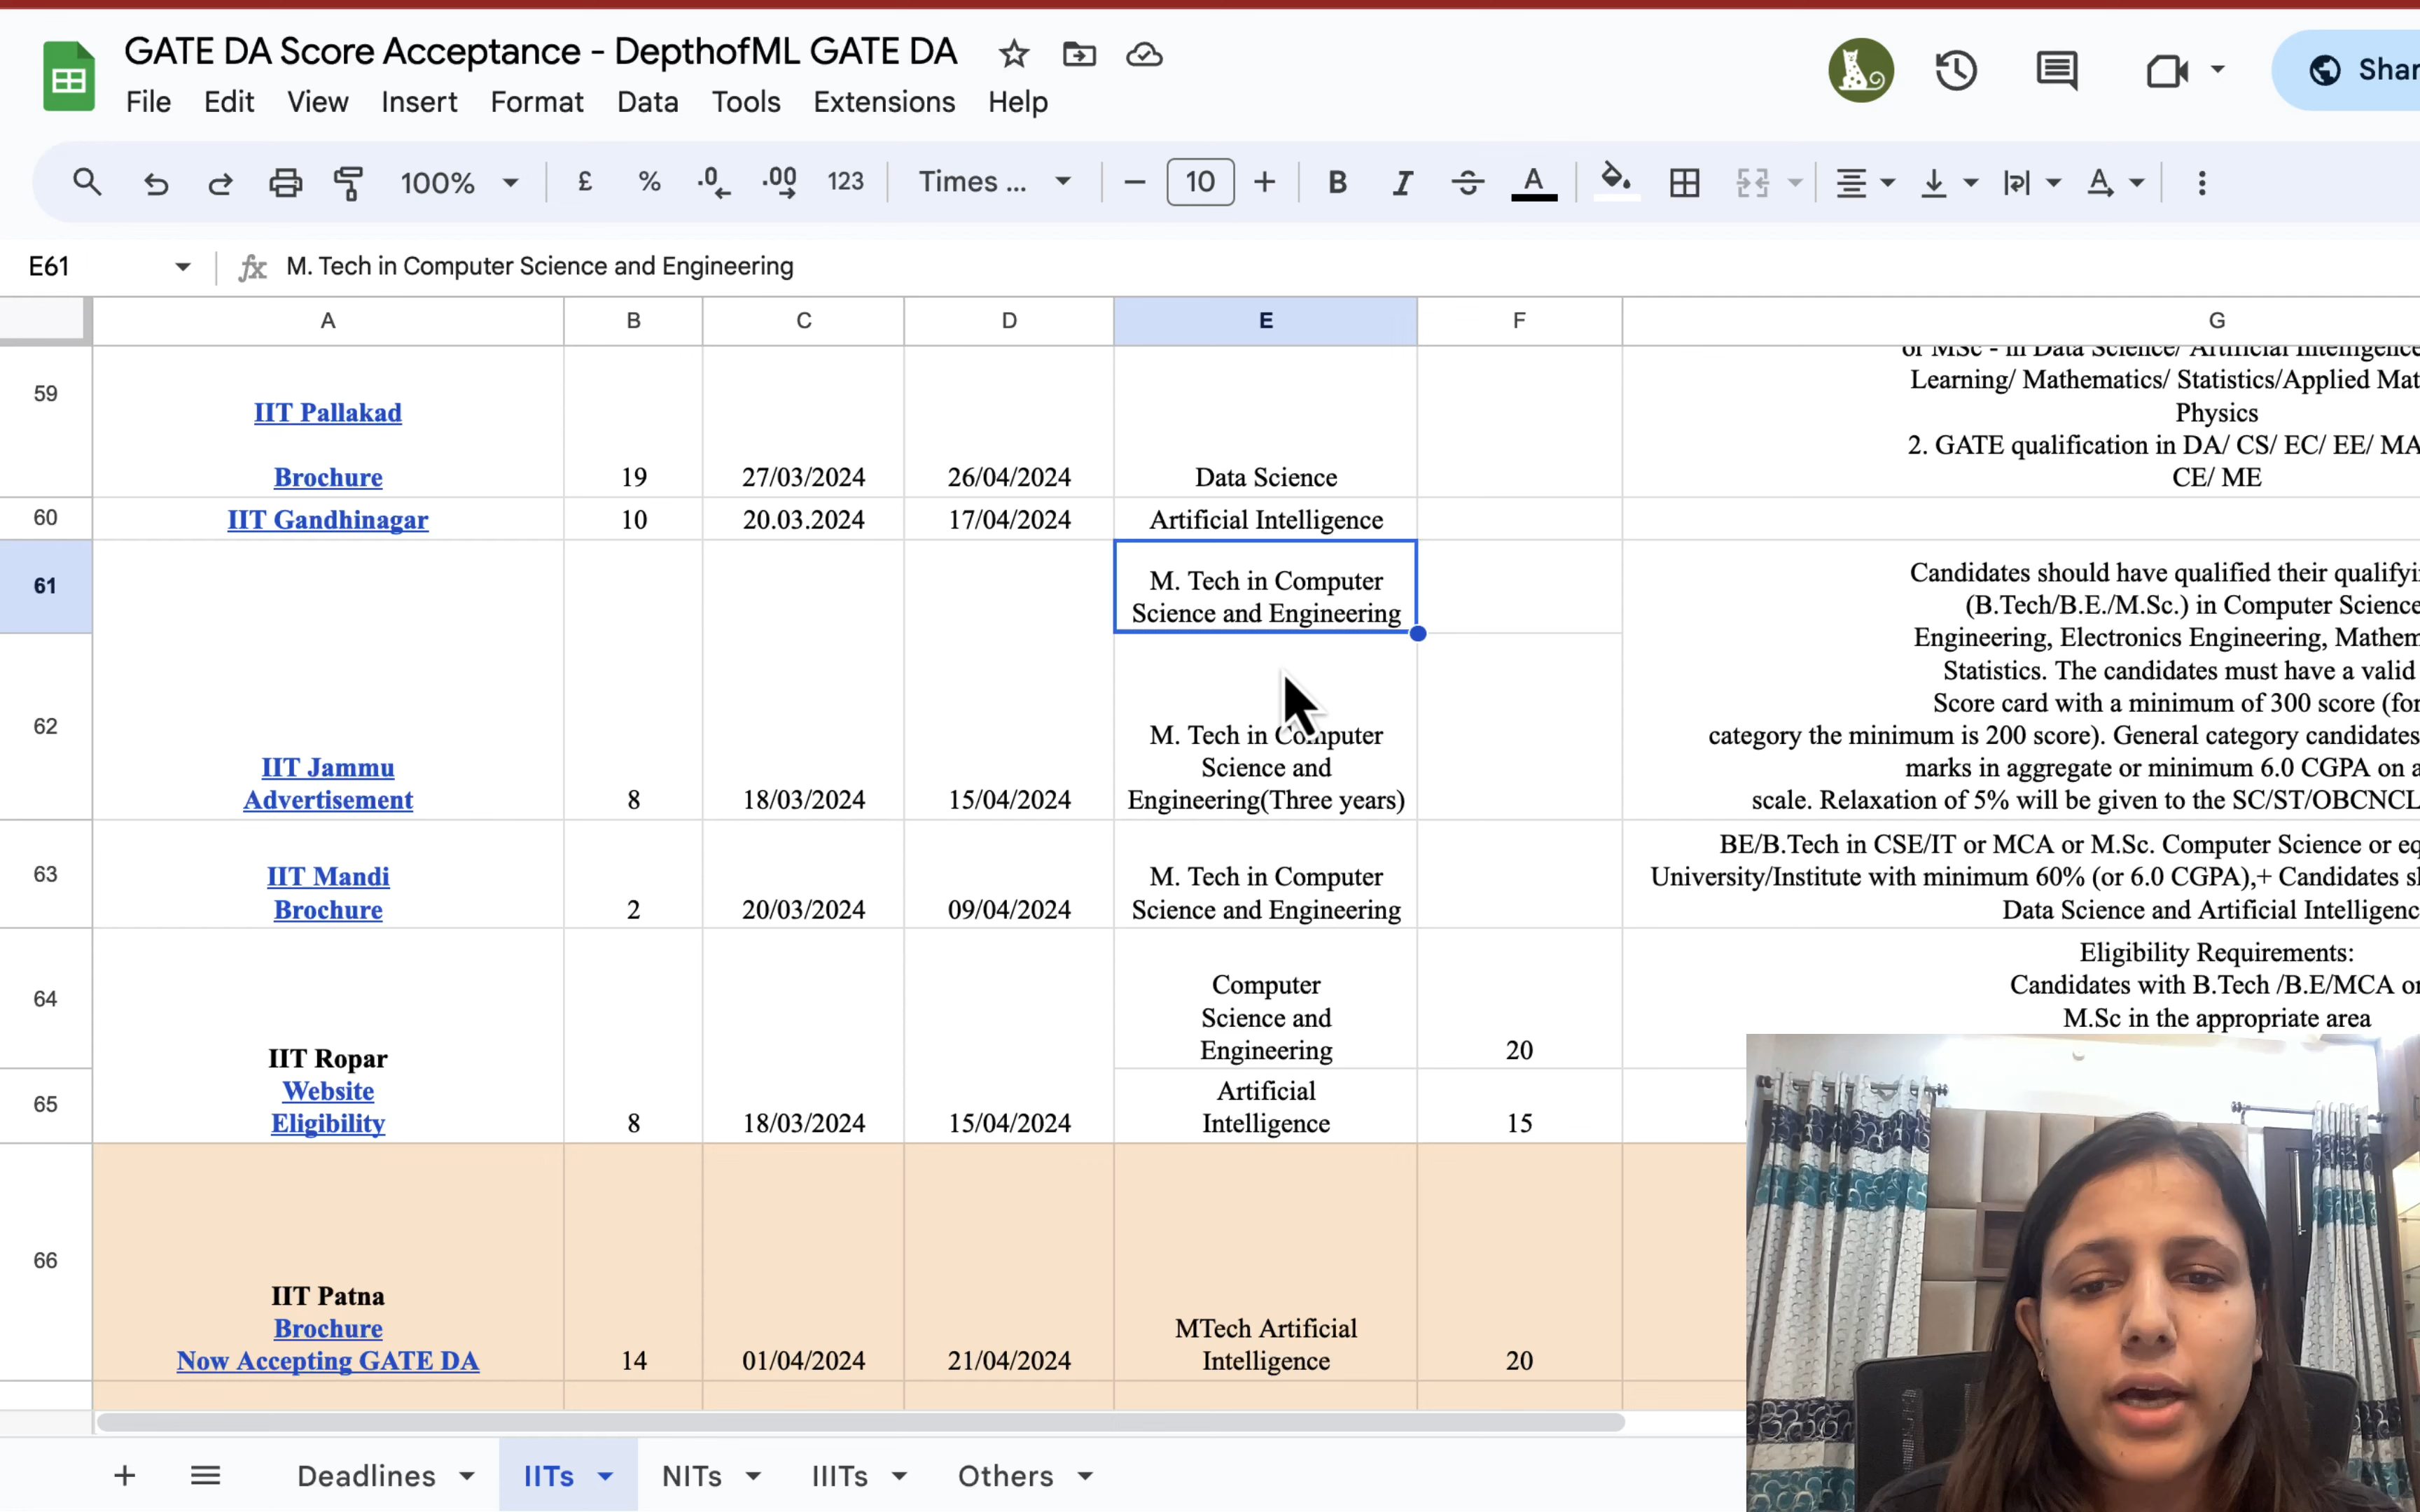 GATE DA Score Acceptance - DepthofML GATE DA
File Edit View Insert Format Data Tools Extensions Help
100% £ % .0 .00 123 Times ... 10 B I A
E61 fx M. Tech in Computer Science and Engineering
A B C D E F G
59
IIT Pallakad
Brochure 19 27/03/2024 26/04/2024 Data Science
or MSc - in Data Science/ Artificial Intelligence
Learning/ Mathematics/ Statistics/Applied Mat
Physics
2. GATE qualification in DA/ CS/ EC/ EE/ MA
CE/ ME
60 IIT Gandhinagar 10 20.03.2024 17/04/2024 Artificial Intelligence
61
M. Tech in Computer
Science and Engineering
62
IIT Jammu
Advertisement 8 18/03/2024 15/04/2024
M. Tech in Computer
Science and
Engineering(Three years)
Candidates should have qualified their qualifyi
(B.Tech/B.E./M.Sc.) in Computer Science
Engineering, Electronics Engineering, Mathem
Statistics. The candidates must have a valid
Score card with a minimum of 300 score (for
category the minimum is 200 score). General category candidates
marks in aggregate or minimum 6.0 CGPA on a
scale. Relaxation of 5% will be given to the SC/ST/OBCNCL
63
IIT Mandi
Brochure 2 20/03/2024 09/04/2024
M. Tech in Computer
Science and Engineering
BE/B.Tech in CSE/IT or MCA or M.Sc. Computer Science or eq
University/Institute with minimum 60% (or 6.0 CGPA),+ Candidates sh
Data Science and Artificial Intelligenc
64
Computer
Science and
Engineering 20
Eligibility Requirements:
Candidates with B.Tech /B.E/MCA or
M.Sc in the appropriate area
65
IIT Ropar
Website
Eligibility 8 18/03/2024 15/04/2024
Artificial
Intelligence 15
66
IIT Patna
Brochure
Now Accepting GATE DA 14 01/04/2024 21/04/2024
MTech Artificial
Intelligence 20
+ Deadlines IITs NITs IIITs Others